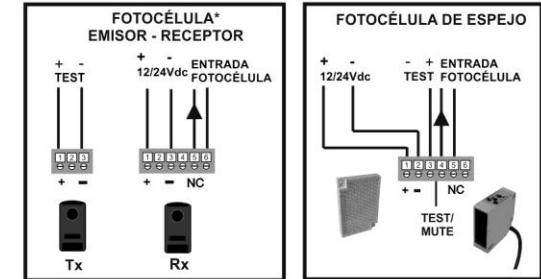 FOTOCÉLULA*
EMISOR - RECEPTOR
+ -
TEST
1 2 3
+ -
Tx
+ -
12/24Vdc
ENTRADA
FOTOCÉLULA
1 2 3 4 5 6
+ - NC
Rx
FOTOCÉLULA DE ESPEJO
+ -
12/24Vdc
- +
TEST
ENTRADA
FOTOCÉLULA
1 2 3 4 5 6
+ - NC
TEST/
MUTE